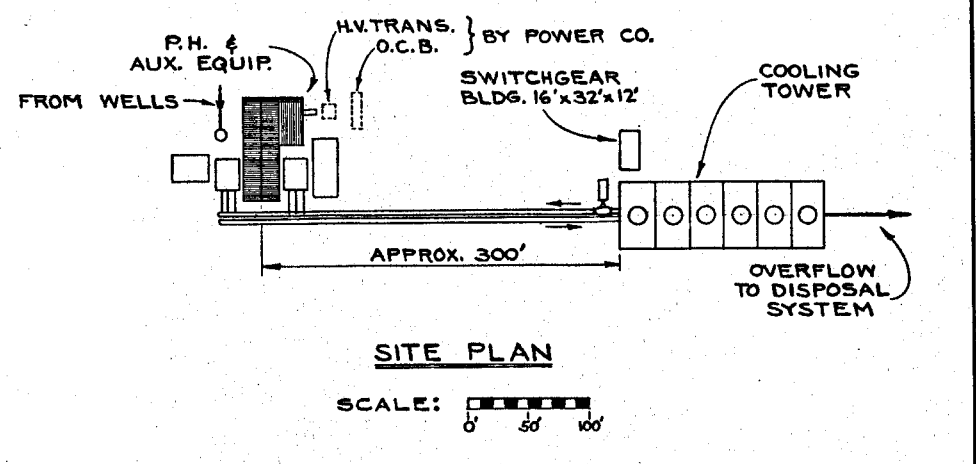 H.V. TRANS.
O.C.B.
BY POWER CO.
P.H. &
AUX. EQUIP.
FROM WELLS
SWITCHGEAR
BLDG. 16'x32'x12'
COOLING
TOWER
APPROX. 300'
OVERFLOW
TO DISPOSAL
SYSTEM
SITE PLAN
SCALE:
0' 50' 100'